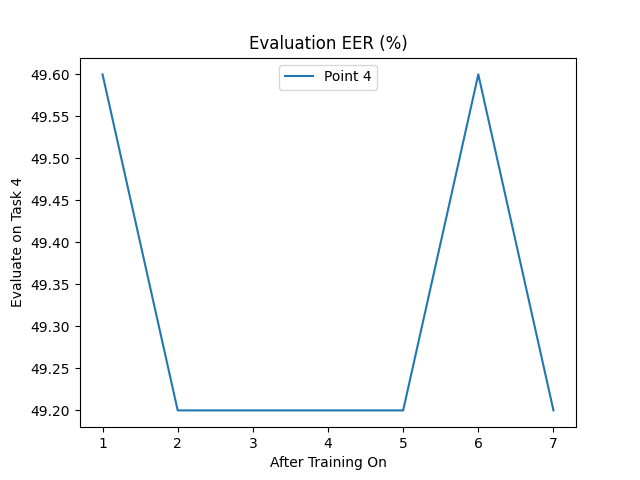 Evaluation EER (%)
Point 4
49.60
49.55
49.50
49.45
49.40
49.35
49.30
49.25
49.20
Evaluate on Task 4
1 2 3 4 5 6 7
After Training On